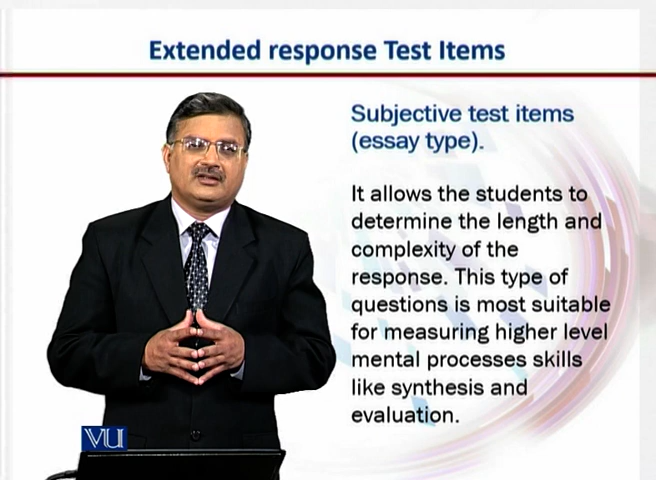 Extended response Test Items
Subjective test items
(essay type).
It allows the students to
determine the length and
complexity of the
response. This type of
questions is most suitable
for measuring higher level
mental processes skills
like synthesis and
evaluation.
VU